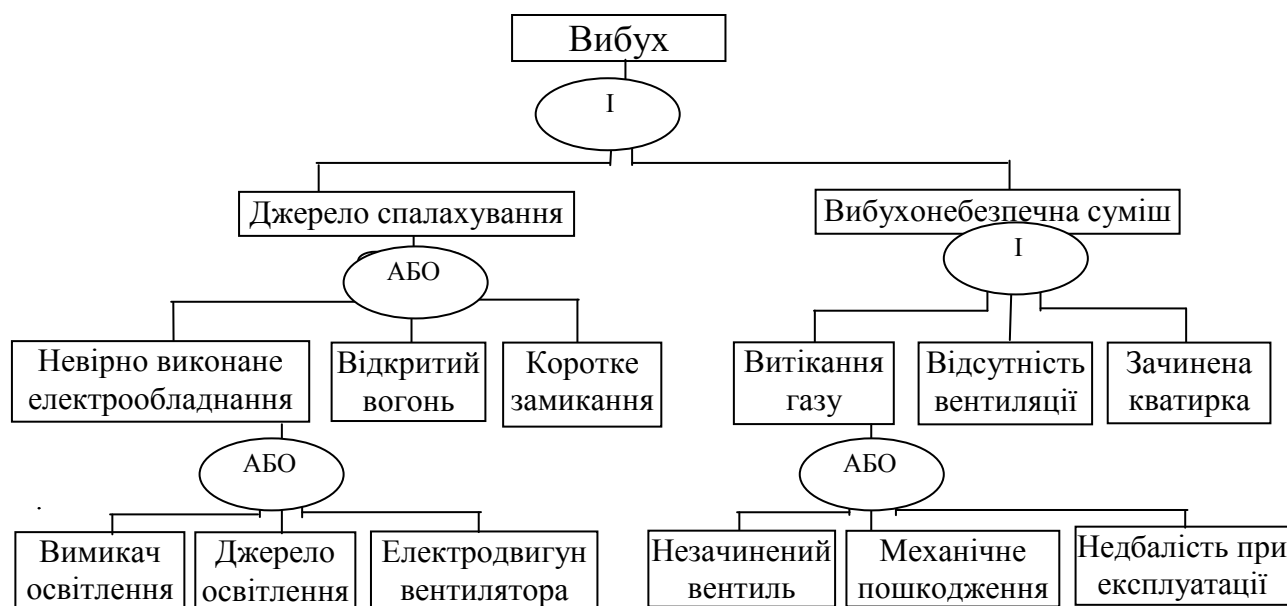 Вибух
І
Джерело спалахування
Вибухонебезпечна суміш
АБО
І
Невірно виконане
електрообладнання
Відкритий
вогонь
Коротке
замикання
Витікання
газу
Відсутність
вентиляції
Зачинена
кватирка
АБО
АБО
Вимикач
освітлення
Джерело
освітлення
Електродвигун
вентилятора
Незачинений
вентиль
Механічне
пошкодження
Недбалість при
експлуатації